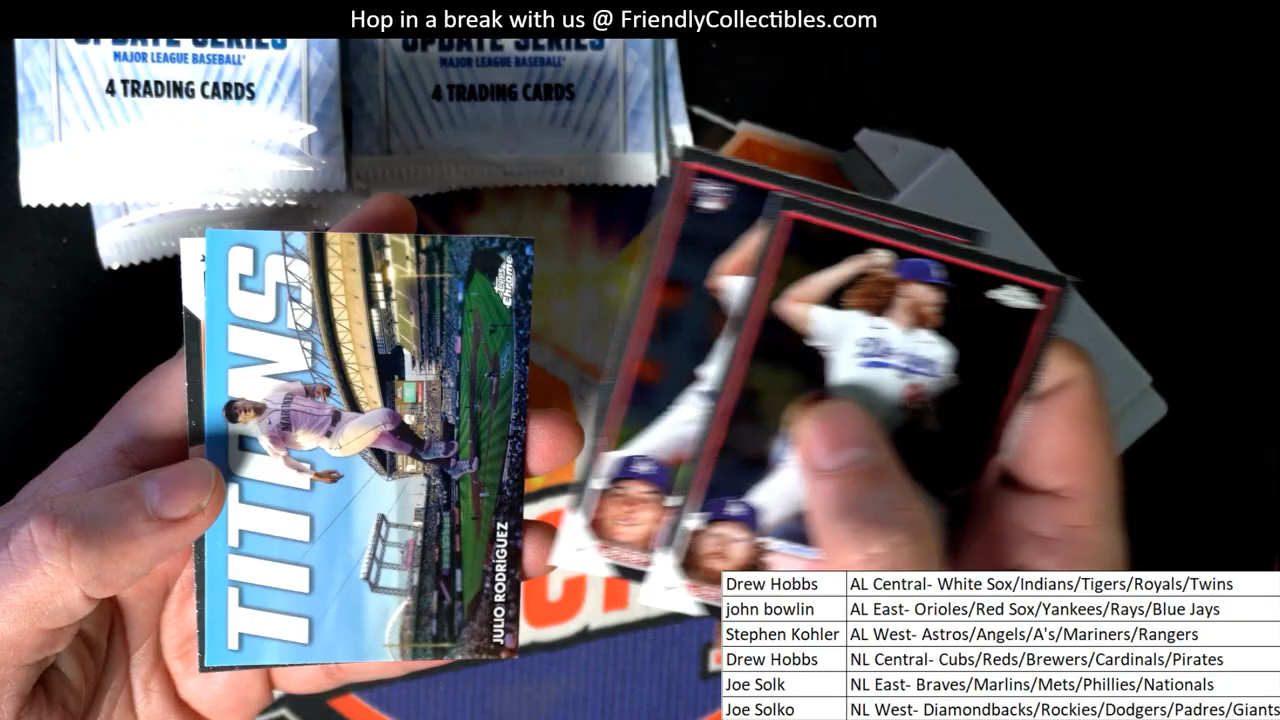 Hop in a break with us @ FriendlyCollectibles.com
UPDATE SERIES
MAJOR LEAGUE BASEBALL
4 TRADING CARDS
UPDATE SERIES
MAJOR LEAGUE BASEBALL
4 TRADING CARDS
TITANS
MARINERS
Topps Chrome
JULIO RODRÍGUEZ
Dodgers
Drew Hobbs AL Central- White Sox/Indians/Tigers/Royals/Twins
john bowlin AL East- Orioles/Red Sox/Yankees/Rays/Blue Jays
Stephen Kohler AL West- Astros/Angels/A's/Mariners/Rangers
Drew Hobbs NL Central- Cubs/Reds/Brewers/Cardinals/Pirates
Joe Solk NL East- Braves/Marlins/Mets/Phillies/Nationals
Joe Solko NL West- Diamondbacks/Rockies/Dodgers/Padres/Giants